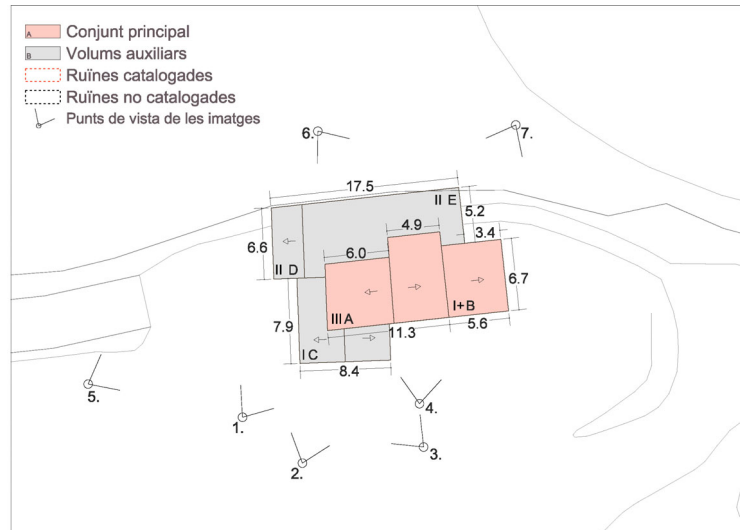 A Conjunt principal
B Volums auxiliars
Ruïnes catalogades
Ruïnes no catalogades
Punts de vista de les imatges
6.
7.
17.5
II E
5.2
4.9
3.4
6.6
6.0
6.7
II D
III A
I+B
7.9
11.3
5.6
I C
8.4
5.
4.
1.
3.
2.